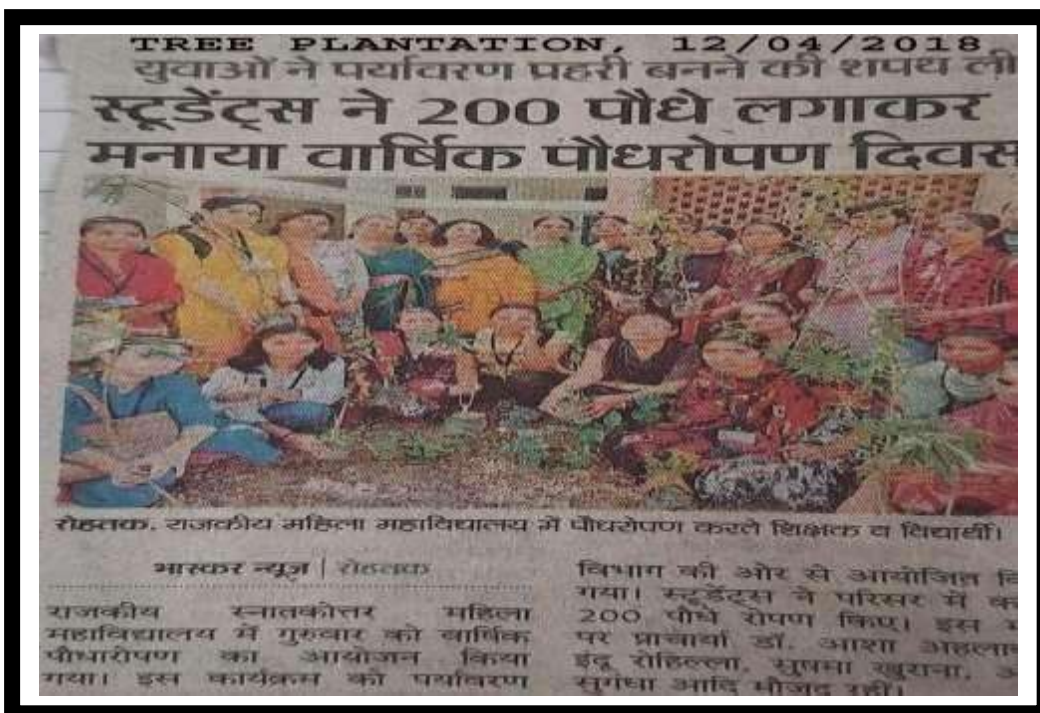 TREE PLANTATION, 12/04/2018
युवाओं ने पर्यावरण प्रहरी बनने की शपथ ली
स्टूडेंट्स ने 200 पौधे लगाकर
मनाया वार्षिक पौधरोपण दिवस
रोहतक. राजकीय महिला महाविद्यालय में पौधरोपण करते शिक्षक व विद्यार्थी।
भास्कर न्यूज़ | रोहतक
राजकीय स्नातकोत्तर महिला
महाविद्यालय में गुरुवार को वार्षिक
पौधारोपण का आयोजन किया
गया। इस कार्यक्रम को पर्यावरण
विभाग की ओर से आयोजित
गया। स्टूडेंट्स ने परिसर में
200 पौधे रोपण किए। इस
पर प्राचार्या डॉ. आशा
इंदू रोहिल्ला, सुषमा खुराना,
सुगंधा आदि मौजूद रहीं।